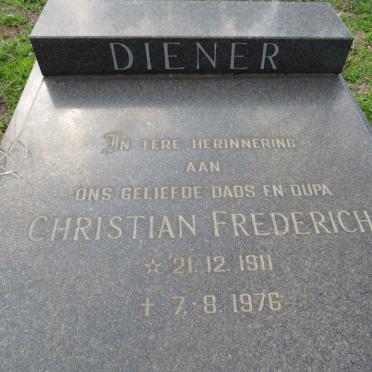 DIENER
IN TERE HERINNERING
AAN
ONS GELIEFDE DADS EN OUPA
CHRISTIAN FREDERICH
☆ 21. 12. 1911
✝ 7. 8. 1976